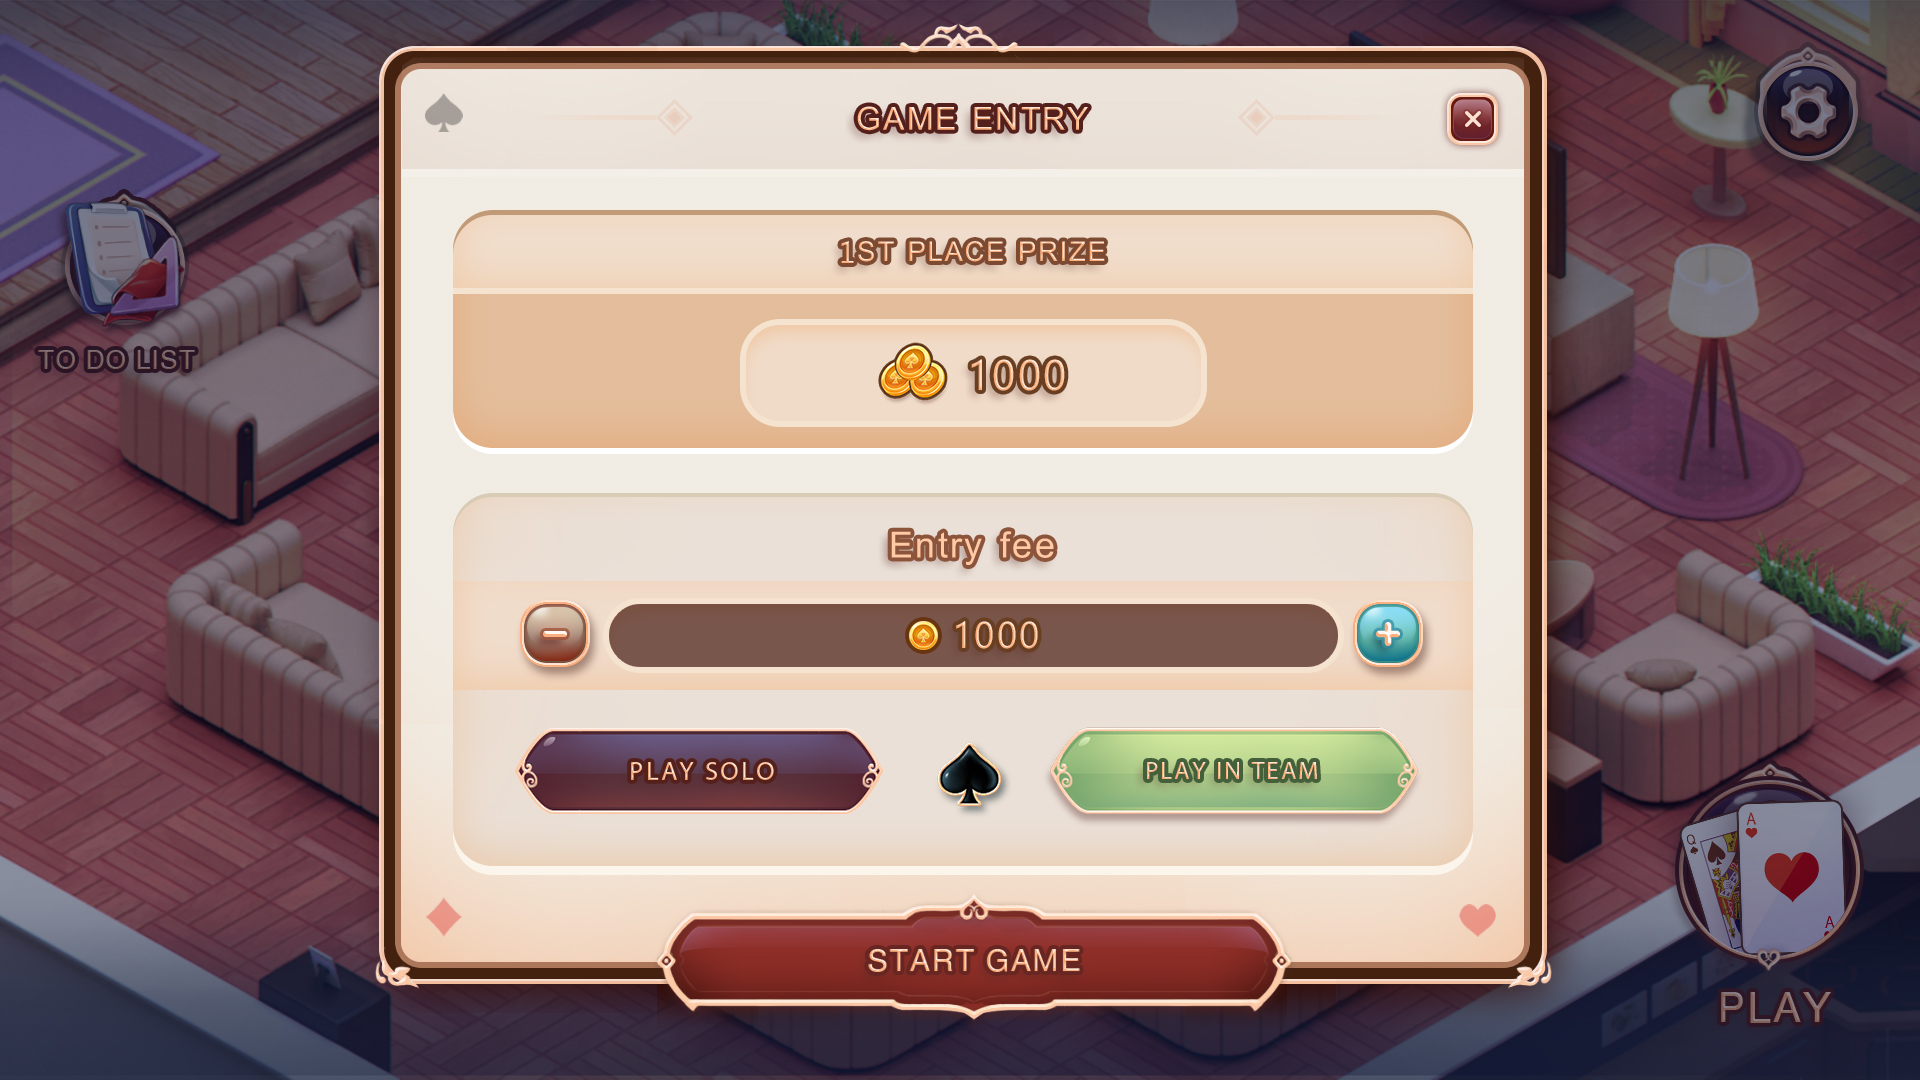 GAME ENTRY
1ST PLACE PRIZE
1000
TO DO LIST
Entry fee
1000
PLAY SOLO
PLAY IN TEAM
Q
A
A
START GAME
PLAY